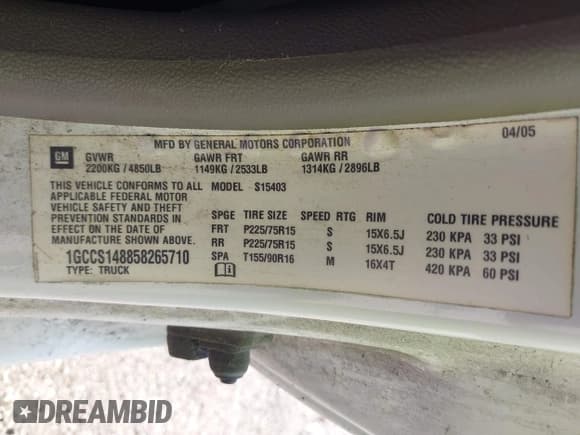 MFD BY GENERAL MOTORS CORPORATION 04/05
GM GVWR GAWR FRT GAWR RR
2200KG / 4850LB 1149KG / 2533LB 1314KG / 2896LB
THIS VEHICLE CONFORMS TO ALL MODEL S15403
APPLICABLE FEDERAL MOTOR
VEHICLE SAFETY AND THEFT
PREVENTION STANDARDS IN
EFFECT ON THE DATE OF
MANUFACTURE SHOWN ABOVE.
1GCCS148858265710
TYPE: TRUCK
SPGE TIRE SIZE SPEED RTG RIM COLD TIRE PRESSURE
FRT P225/75R15 S 15X6.5J 230 KPA 33 PSI
RR P225/75R15 S 15X6.5J 230 KPA 33 PSI
SPA T155/90R16 M 16X4T 420 KPA 60 PSI
DREAMBID